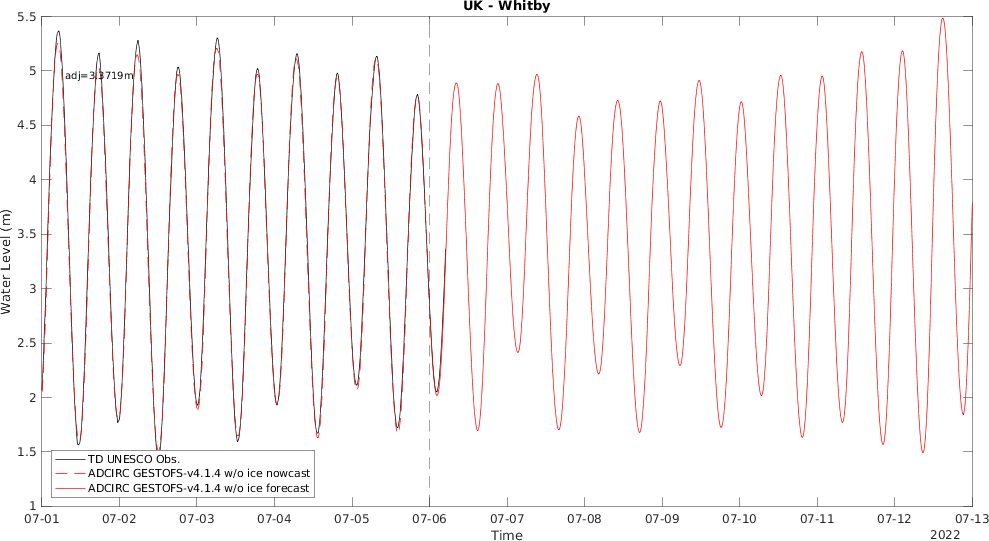 UK - Whitby
5.5
5
4.5
4
3.5
3
2.5
2
1.5
1
Water Level (m)
adj=3.3719m
TD UNESCO Obs.
ADCIRC GESTOFS-v4.1.4 w/o ice nowcast
ADCIRC GESTOFS-v4.1.4 w/o ice forecast
07-01 07-02 07-03 07-04 07-05 07-06 07-07 07-08 07-09 07-10 07-11 07-12 07-13
Time
2022